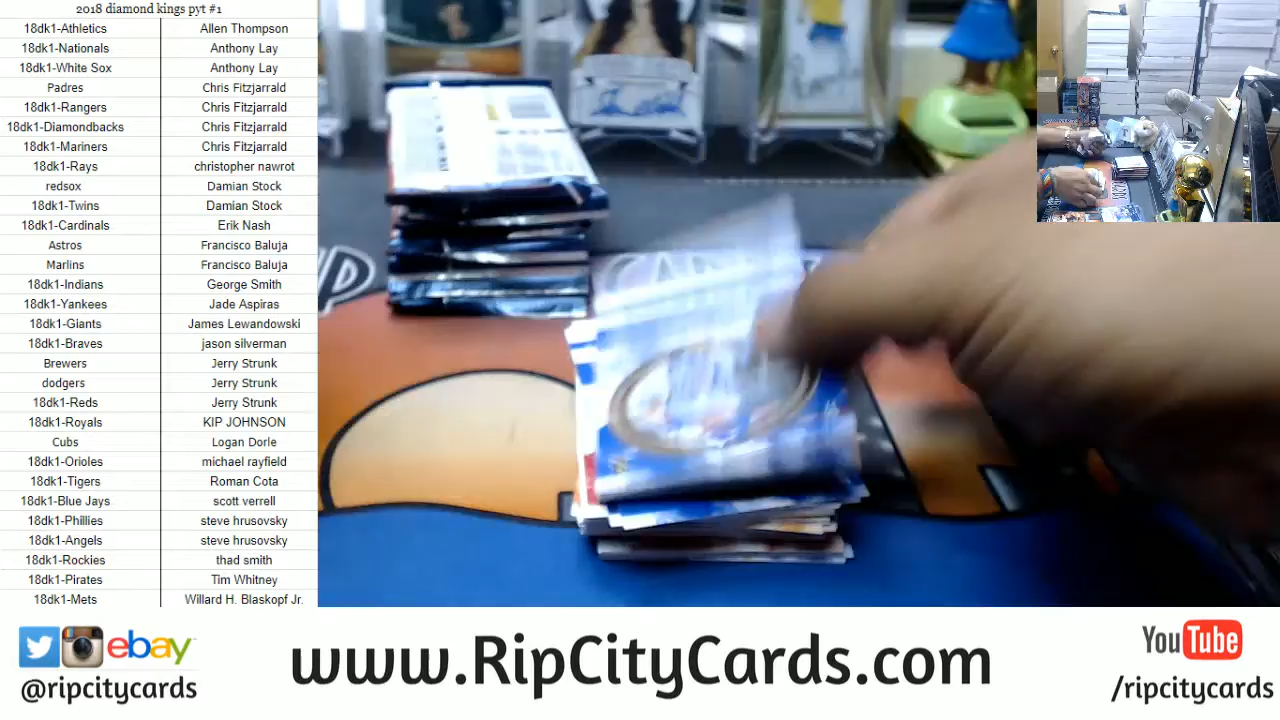 2018 diamond kings pyt #1
18dk1-Athletics Allen Thompson
18dk1-Nationals Anthony Lay
18dk1-White Sox Anthony Lay
Padres Chris Fitzjarrald
18dk1-Rangers Chris Fitzjarrald
18dk1-Diamondbacks Chris Fitzjarrald
18dk1-Mariners Chris Fitzjarrald
18dk1-Rays christopher nawrot
redsox Damian Stock
18dk1-Twins Damian Stock
18dk1-Cardinals Erik Nash
Astros Francisco Baluja
Marlins Francisco Baluja
18dk1-Indians George Smith
18dk1-Yankees Jade Aspiras
18dk1-Giants James Lewandowski
18dk1-Braves jason silverman
Brewers Jerry Strunk
dodgers Jerry Strunk
18dk1-Reds Jerry Strunk
18dk1-Royals KIP JOHNSON
Cubs Logan Dorle
18dk1-Orioles michael rayfield
18dk1-Tigers Roman Cota
18dk1-Blue Jays scott verrell
18dk1-Phillies steve hrusovsky
18dk1-Angels steve hrusovsky
18dk1-Rockies thad smith
18dk1-Pirates Tim Whitney
18dk1-Mets Willard H. Blaskopf Jr.
ebay
@ripcitycards
www.RipCityCards.com
YouTube
/ripcitycards